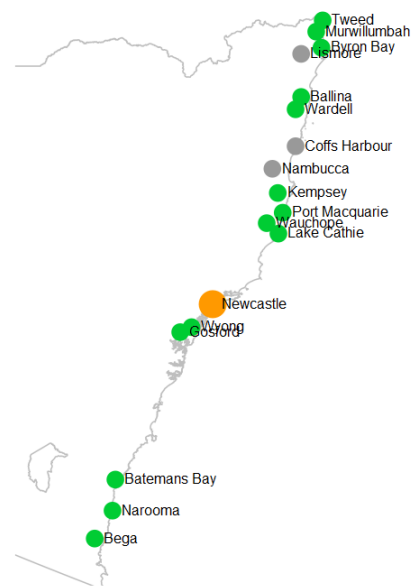 Tweed
Murwillumbah
Byron Bay
Lismore
Ballina
Wardell
Coffs Harbour
Nambucca
Kempsey
Port Macquarie
Wauchope
Lake Cathie
Newcastle
Wyong
Gosford
Batemans Bay
Narooma
Bega